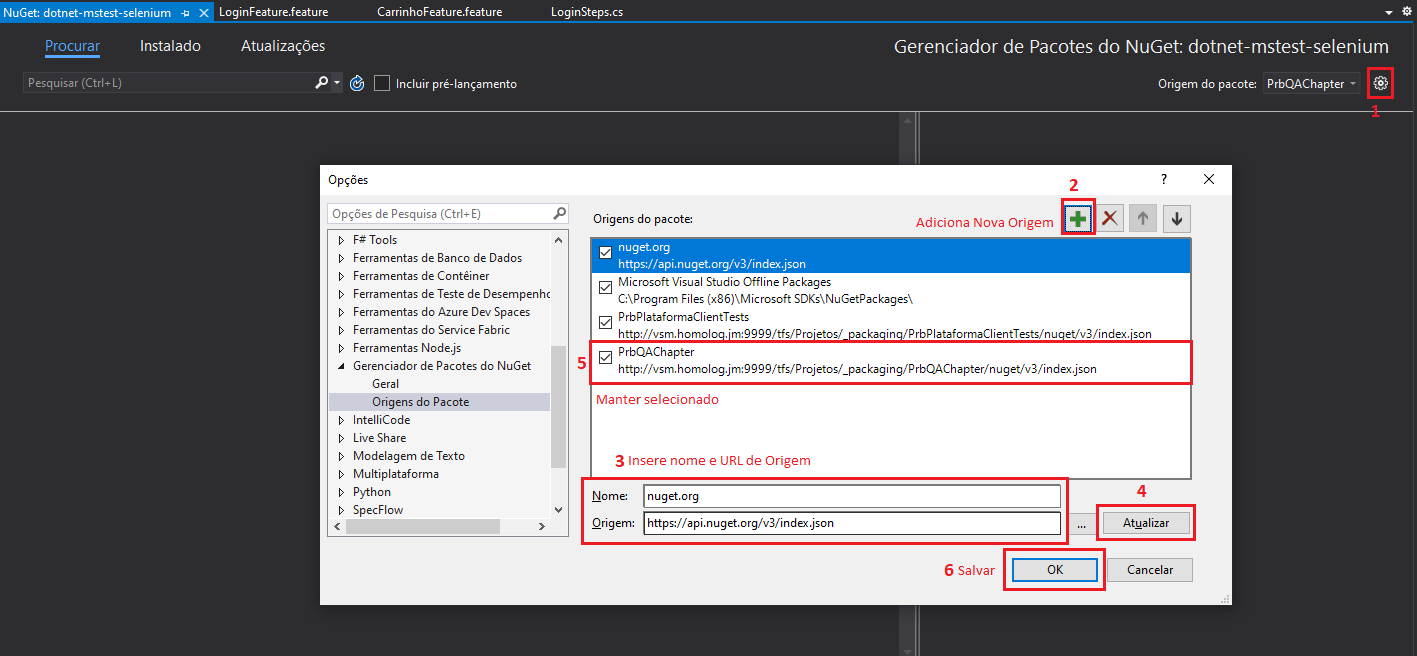 NuGet: dotnet-mstest-selenium
LoginFeature.feature
CarrinhoFeature.feature
LoginSteps.cs
Procurar
Instalado
Atualizações
Gerenciador de Pacotes do NuGet: dotnet-mstest-selenium
Pesquisar (Ctrl+L)
Incluir pré-lançamento
Origem do pacote: PrbQAChapter
1
Opções
?
Opções de Pesquisa (Ctrl+E)
F# Tools
Ferramentas de Banco de Dados
Ferramentas de Contêiner
Ferramentas de Teste de Desempenho
Ferramentas do Azure Dev Spaces
Ferramentas do Service Fabric
Ferramentas Node.js
Gerenciador de Pacotes do NuGet
Geral
Origens do Pacote
IntelliCode
Live Share
Modelagem de Texto
Multiplataforma
Python
SpecFlow
Origens do pacote:
Adiciona Nova Origem
2
nuget.org
https://api.nuget.org/v3/index.json
Microsoft Visual Studio Offline Packages
C:\Program Files (x86)\Microsoft SDKs\NuGetPackages\
PrbPlataformaClientTests
http://vsm.homolog.jm:9999/tfs/Projetos/_packaging/PrbPlataformaClientTests/nuget/v3/index.json
5
PrbQAChapter
http://vsm.homolog.jm:9999/tfs/Projetos/_packaging/PrbQAChapter/nuget/v3/index.json
Manter selecionado
3 Insere nome e URL de Origem
Nome: nuget.org
Origem: https://api.nuget.org/v3/index.json
...
4
Atualizar
6 Salvar
OK
Cancelar